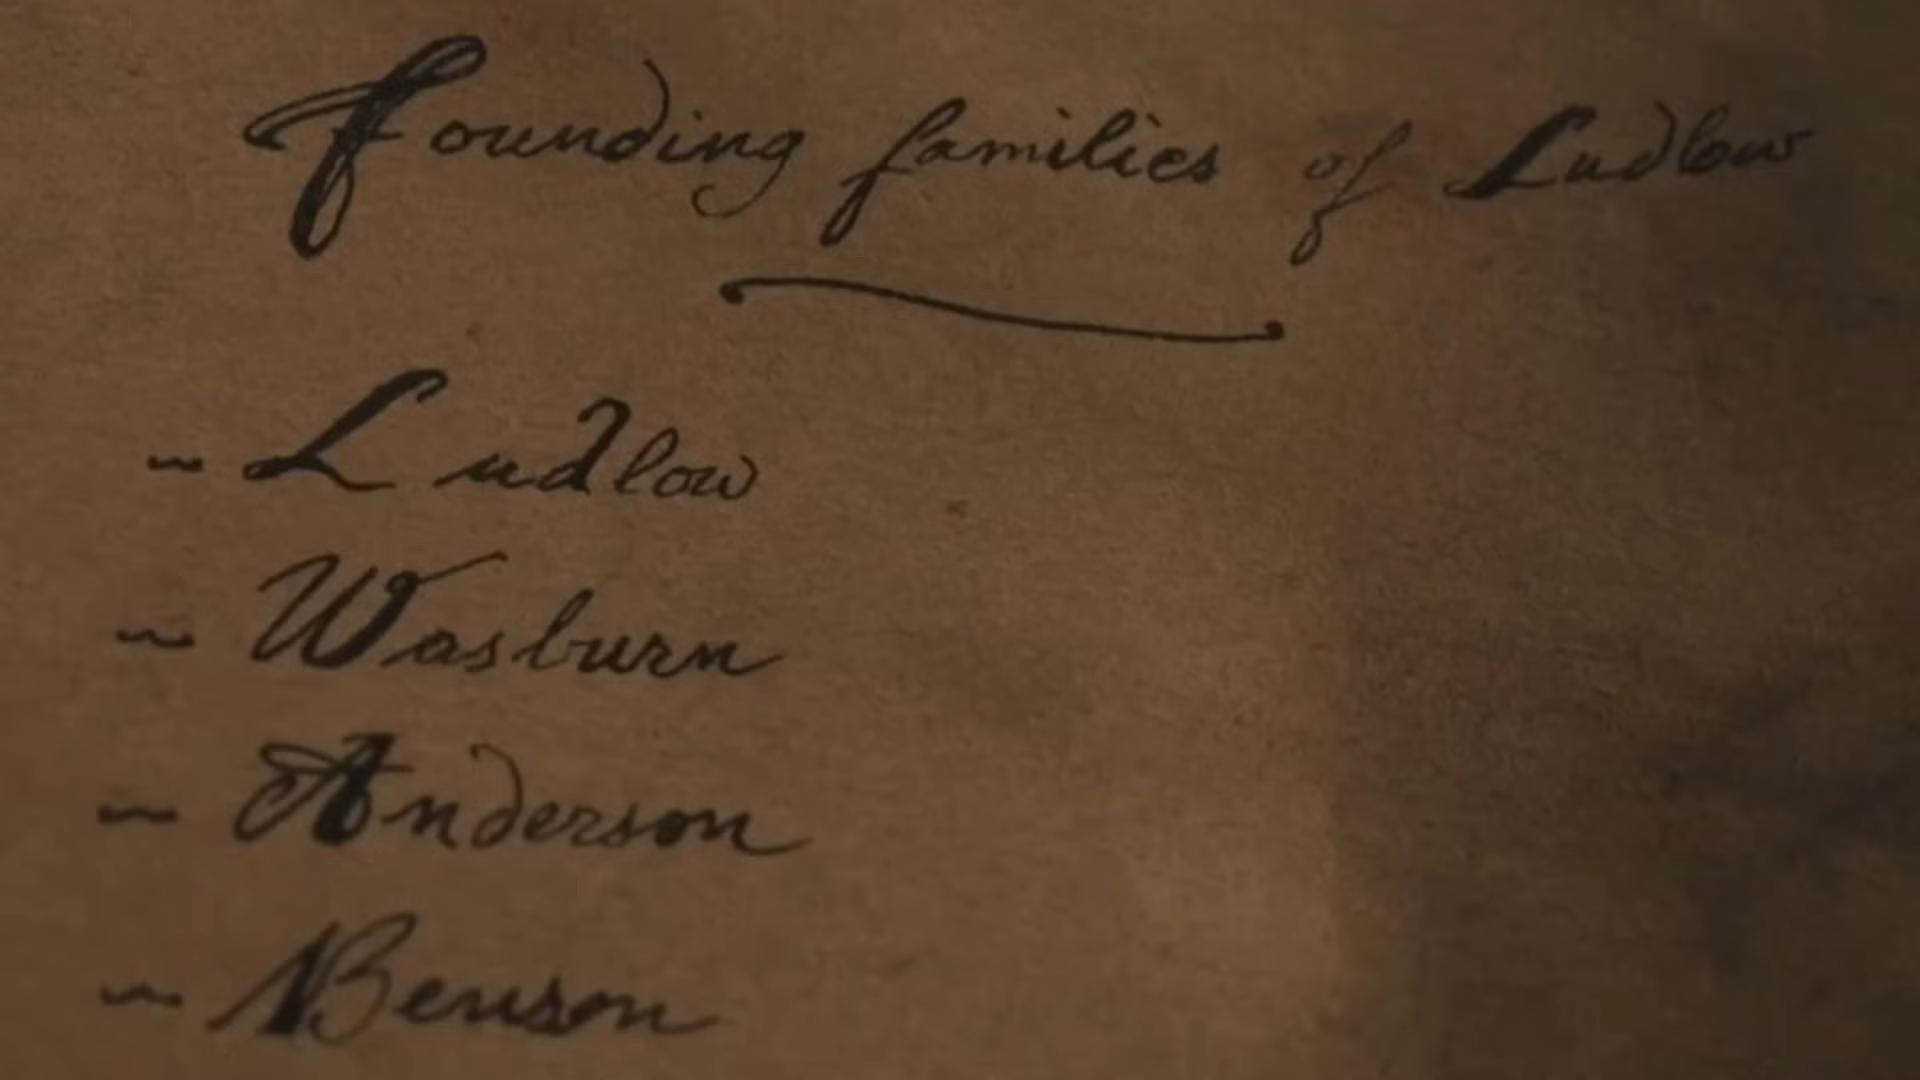 Founding families of Ludlow
- Ludlow
- Wasburn
- Anderson
- Benson